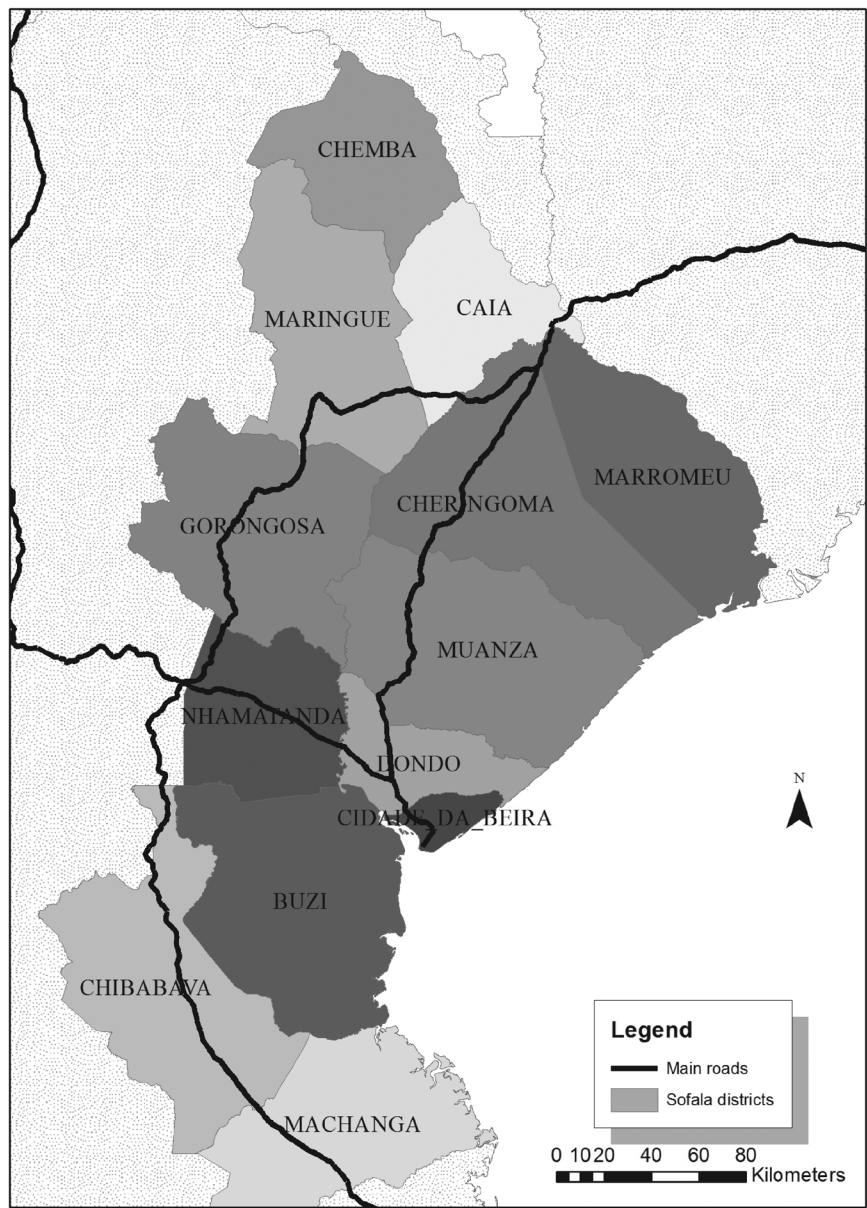 CHEMBA
CAIA
MARINGUE
MARROMEU
CHERINGOMA
GORONGOSA
MUANZA
NHAMATANDA
DONDO
N
CIDADE_DA_BEIRA
BUZI
CHIBABAVA
Legend
Main roads
Sofala districts
MACHANGA
0 10 20 40 60 80
Kilometers